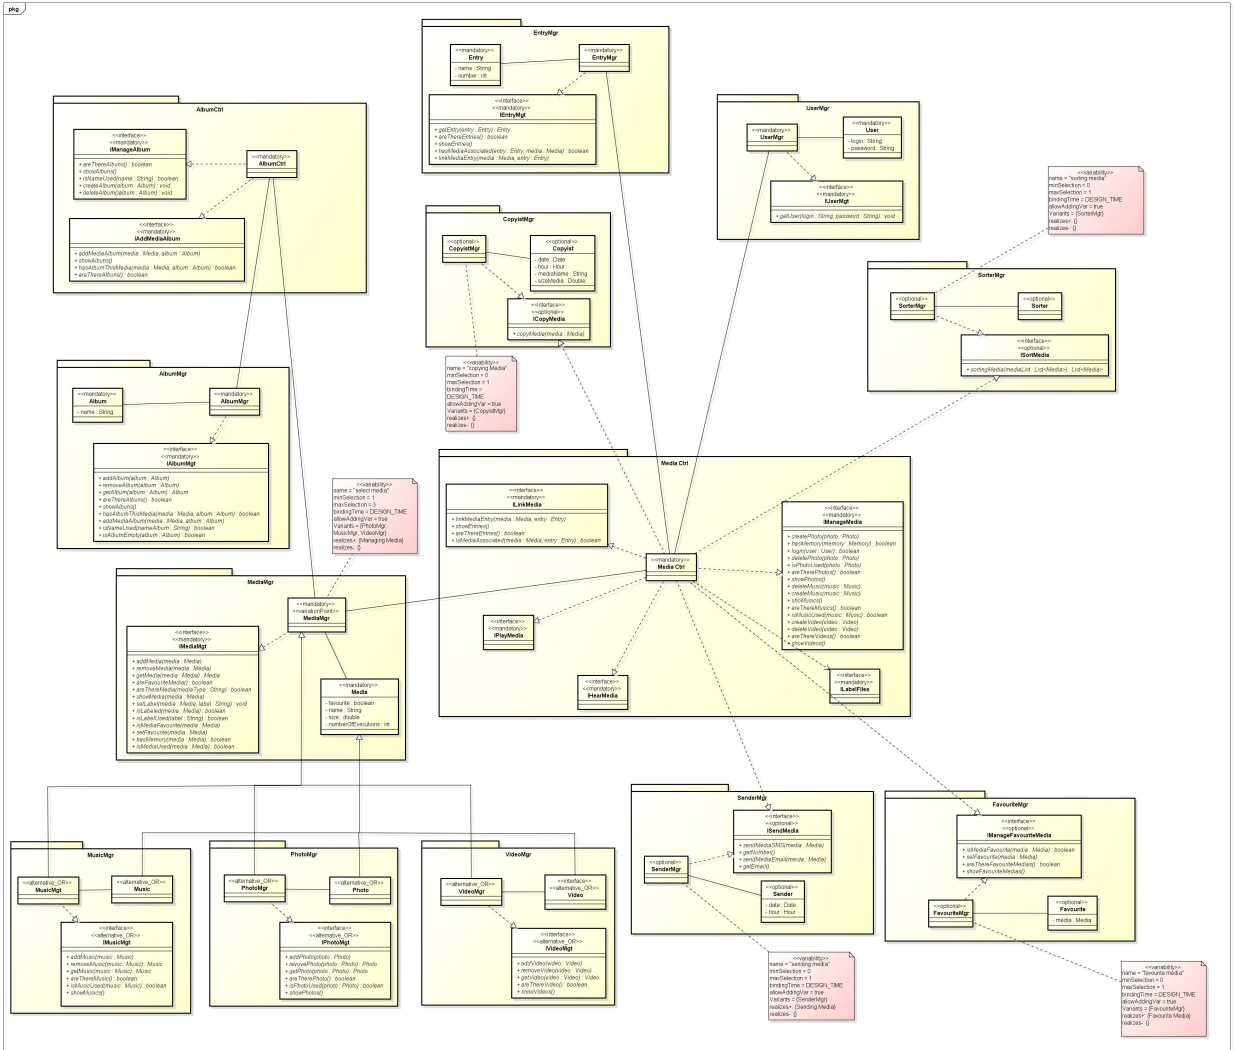 pkg
EntryMgr
<<mandatory>>
Entry
- name : String
- number : int
<<mandatory>>
EntryMgr
<<interface>>
<<mandatory>>
IEntryMgt
+ getEntry(entry : Entry) : Entry
+ areThereEntries() : boolean
+ showEntries()
+ hasMediaAssociated(entry : Entry, media : Media) : boolean
+ linkMediaEntry(media : Media, entry : Entry)
AlbumCtrl
<<interface>>
<<mandatory>>
IManageAlbum
+ areThereAlbuns() : boolean
+ showAlbuns()
+ isNameUsed(name : String) : boolean
+ createAlbum(album : Album) : void
+ deleteAlbum(album : Album) : void
<<mandatory>>
AlbumCtrl
<<interface>>
<<mandatory>>
IAddMediaAlbum
+ addMediaAlbum(media : Media, album : Album)
+ showAlbuns()
+ hasAlbumThisMedia(media : Media, album : Album) : boolean
+ areThereAlbuns() : boolean
UserMgr
<<mandatory>>
UserMgr
<<mandatory>>
User
- login : String
- password : String
<<interface>>
<<mandatory>>
IUserMgt
+ getUser(login : String, password : String) : void
<<variability>>
name = "sorting media"
minSelection = 0
maxSelection = 1
bindingTime = DESIGN_TIME
allowAddingVar = true
Variants = {SorterMgr}
realizes+: {}
realizes-: {}
CopyistMgr
<<optional>>
CopyistMgr
<<optional>>
Copyist
- date : Date
- hour : Hour
- mediaName : String
- sizeMedia : Double
<<interface>>
<<optional>>
ICopyMedia
+ copyMedia(media : Media)
SorterMgr
<<optional>>
SorterMgr
<<optional>>
Sorter
<<interface>>
<<optional>>
ISortMedia
+ sortingMedia(mediaList : List<Media>) : List<Media>
<<variability>>
name = "copying Media"
minSelection = 0
maxSelection = 1
bindingTime =
DESIGN_TIME
allowAddingVar = true
Variants = {CopyistMgr}
realizes+: {}
realizes-: {}
AlbumMgr
<<mandatory>>
Album
- name : String
<<mandatory>>
AlbumMgr
<<interface>>
<<mandatory>>
IAlbumMgt
+ addAlbum(album : Album)
+ removeAlbum(album : Album)
+ getAlbum(album : Album) : Album
+ areThereAlbuns() : boolean
+ showAlbuns()
+ hasAlbumThisMedia(media : Media, album : Album) : boolean
+ addMediaAlbum(media : Media, album : Album)
+ isNameUsed(nameAlbum : String) : boolean
+ isAlbumEmpty(album : Album) : boolean
<<variability>>
name = "select media"
minSelection = 1
maxSelection = 3
bindingTime = DESIGN_TIME
allowAddingVar = true
Variants = {PhotoMgr,
MusicMgr, VideoMgr}
realizes+: {Managing Media}
realizes-: {}
Media Ctrl
<<interface>>
<<mandatory>>
ILinkMedia
+ linkMediaEntry(media : Media, entry : Entry)
+ showEntries()
+ areThereEntries() : boolean
+ isMediaAssociated(media : Media, entry : Entry) : boolean
<<mandatory>>
Media Ctrl
<<interface>>
<<mandatory>>
IManageMedia
+ createPhoto(photo : Photo)
+ hasMemory(memory : Memory) : boolean
+ login(user : User) : boolean
+ deletePhoto(photo : Photo)
+ isPhotoUsed(photo : Photo)
+ areTherePhotos() : boolean
+ showPhotos()
+ deleteMusic(music : Music)
+ createMusic(music : Music)
+ shoMusics()
+ areThereMusics() : boolean
+ isMusicUsed(music : Music) : boolean
+ createVideo(video : Video)
+ deleteVideo(video : Video)
+ areThereVideos() : boolean
+ showVideos()
<<interface>>
<<mandatory>>
IPlayMedia
<<interface>>
<<mandatory>>
IHearMedia
<<interface>>
<<mandatory>>
ILabelFiles
MediaMgr
<<mandatory>>
<<variationPoint>>
MediaMgr
<<interface>>
<<mandatory>>
IMediaMgt
+ addMedia(media : Media)
+ removeMedia(media : Media)
+ getMedia(media : Media) : Media
+ areFavouriteMedia() : boolean
+ areThereMedia(mediaType : String) : boolean
+ showMedia(media : Media)
+ setLabel(media : Media, label : String) : void
+ isLabeled(media : Media) : boolean
+ isLabelUsed(label : String) : boolean
+ isMediaFavourite(media : Media)
+ setFavourite(media : Media)
+ hasMemory(media : Media) : boolean
+ isMediaUsed(media : Media) : boolean
<<mandatory>>
Media
- favourite : boolean
- name : String
- size : double
- numberOfExecutions : int
SenderMgr
<<interface>>
<<optional>>
ISendMedia
+ sendMediaSMS(media : Media)
+ getNumber()
+ sendMediaEmail(meida : Media)
+ getEmail()
<<optional>>
SenderMgr
<<optional>>
Sender
- date : Date
- hour : Hour
FavouriteMgr
<<interface>>
<<optional>>
IManageFavouriteMedia
+ isMediaFavourite(media : Media) : boolean
+ setFavourite(media : Media)
+ areThereFavouriteMedias() : boolean
+ showFavouriteMedias()
<<optional>>
FavouriteMgr
<<optional>>
Favourite
- media : Media
MusicMgr
<<alternative_OR>>
MusicMgt
<<alternative_OR>>
Music
<<interface>>
<<alternative_OR>>
IMusicMgt
+ addMusic(music : Music)
+ removeMusic(music : Music) : Music
+ getMusic(music : Music) : Music
+ areThereMusic() : boolean
+ isMusicUsed(music : Music) : boolean
+ showMusics()
PhotoMgr
<<alternative_OR>>
PhotoMgr
<<alternative_OR>>
Photo
<<interface>>
<<alternative_OR>>
IPhotoMgt
+ addPhoto(photo : Photo)
+ revovePhoto(photo : Photo) : Photo
+ getPhoto(photo : Photo) : Photo
+ areTherePhoto() : boolean
+ isPhotoUsed(photo : Photo) : boolean
+ showPhotos()
VideoMgr
<<alternative_OR>>
VideoMgr
<<interface>>
<<alternative_OR>>
Video
<<interface>>
<<alternative_OR>>
IVideoMgt
+ addVideo(video : Video)
+ removeVideo(video : Video)
+ getVideo(video : Video) : Video
+ areThereVideo() : boolean
+ showVideos()
<<variability>>
name = "sending media"
minSelection = 0
maxSelection = 1
bindingTime = DESIGN_TIME
allowAddingVar = true
Variants = {SenderMgr}
realizes+: {Sending Media}
realizes-: {}
<<variability>>
name = "favourite media"
minSelection = 0
maxSelection = 1
bindingTime = DESIGN_TIME
allowAddingVar = true
Variants = {FavouriteMgr}
realizes+: {Favourite Media}
realizes-: {}